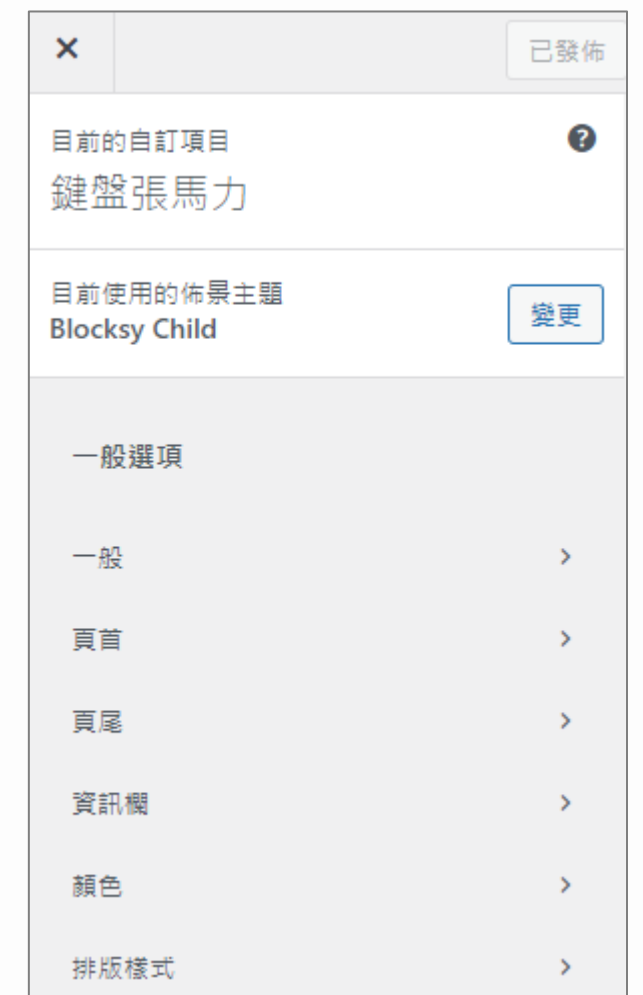 已發佈
目前的自訂項目
鍵盤張馬力
目前使用的佈景主題
Blocksy Child
變更
一般選項
一般
頁首
頁尾
資訊欄
顏色
排版樣式